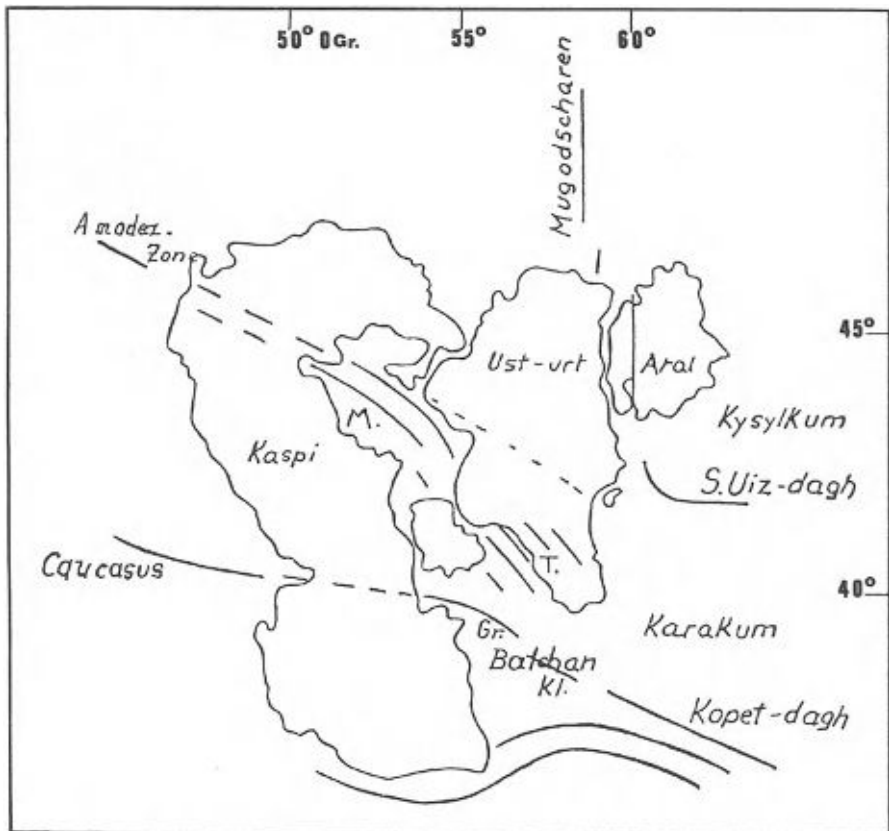 50° 0Gr.
55°
60°
Mugodscharen
Amodez.
Zone
45°
Ust-urt
Aral
M.
Kysylkum
Kaspi
S.Uiz-dagh
Caucasus
T.
40°
Gr.
Karakum
Balchan
Kl.
Kopet-dagh